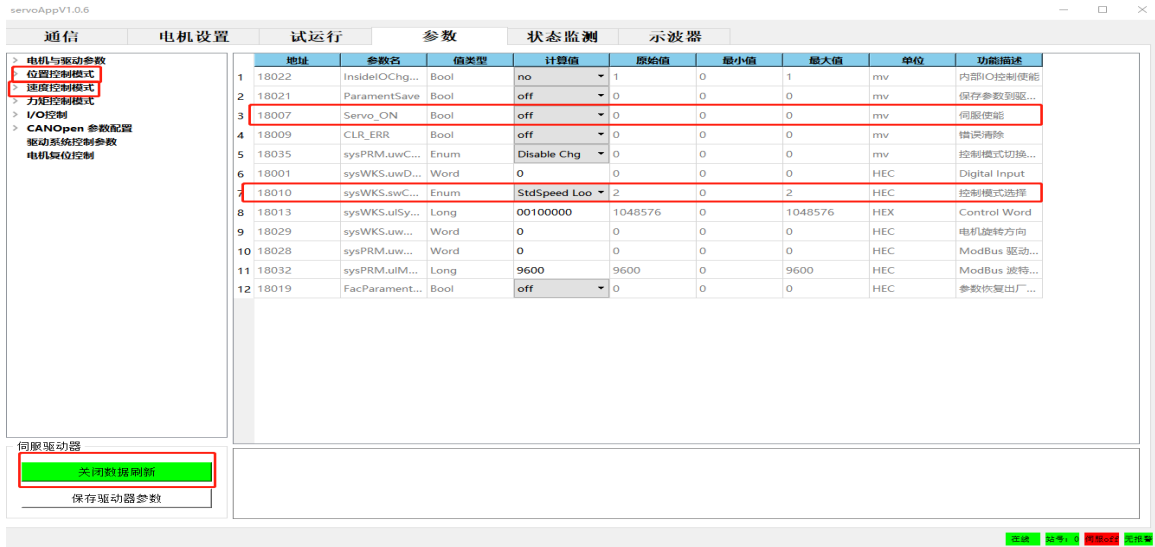 servoAppV1.0.6
通信 电机设置 试运行 参数 状态监测 示波器
电机与驱动参数
位置控制模式
速度控制模式
力矩控制模式
I/O控制
CANOpen 参数配置
驱动系统控制参数
电机复位控制
地址 参数名 值类型 计算值 原始值 最小值 最大值 单位 功能描述
1 18022 InsideIOChg... Bool no 1 0 1 mv 内部IO控制使能
2 18021 ParamentSave Bool off 0 0 0 mv 保存参数到驱...
3 18007 Servo_ON Bool off 0 0 0 mv 伺服使能
4 18009 CLR_ERR Bool off 0 0 0 mv 错误清除
5 18035 sysPRM.uwC... Enum Disable Chg 0 0 0 mv 控制模式切换...
6 18001 sysWKS.uwD... Word 0 0 0 0 HEC Digital Input
7 18010 sysWKS.swC... Enum StdSpeed Loo 2 0 2 HEC 控制模式选择
8 18013 sysWKS.ulSy... Long 00100000 1048576 0 1048576 HEX Control Word
9 18029 sysWKS.uw... Word 0 0 0 0 HEC 电机旋转方向
10 18028 sysPRM.uw... Word 0 0 0 0 HEC ModBus 驱动...
11 18032 sysPRM.ulM... Long 9600 9600 0 9600 HEC ModBus 波特...
12 18019 FacParament... Bool off 0 0 0 HEC 参数恢复出厂...
伺服驱动器
关闭数据刷新
保存驱动器参数
在线 站号: 0 伺服off 无报警